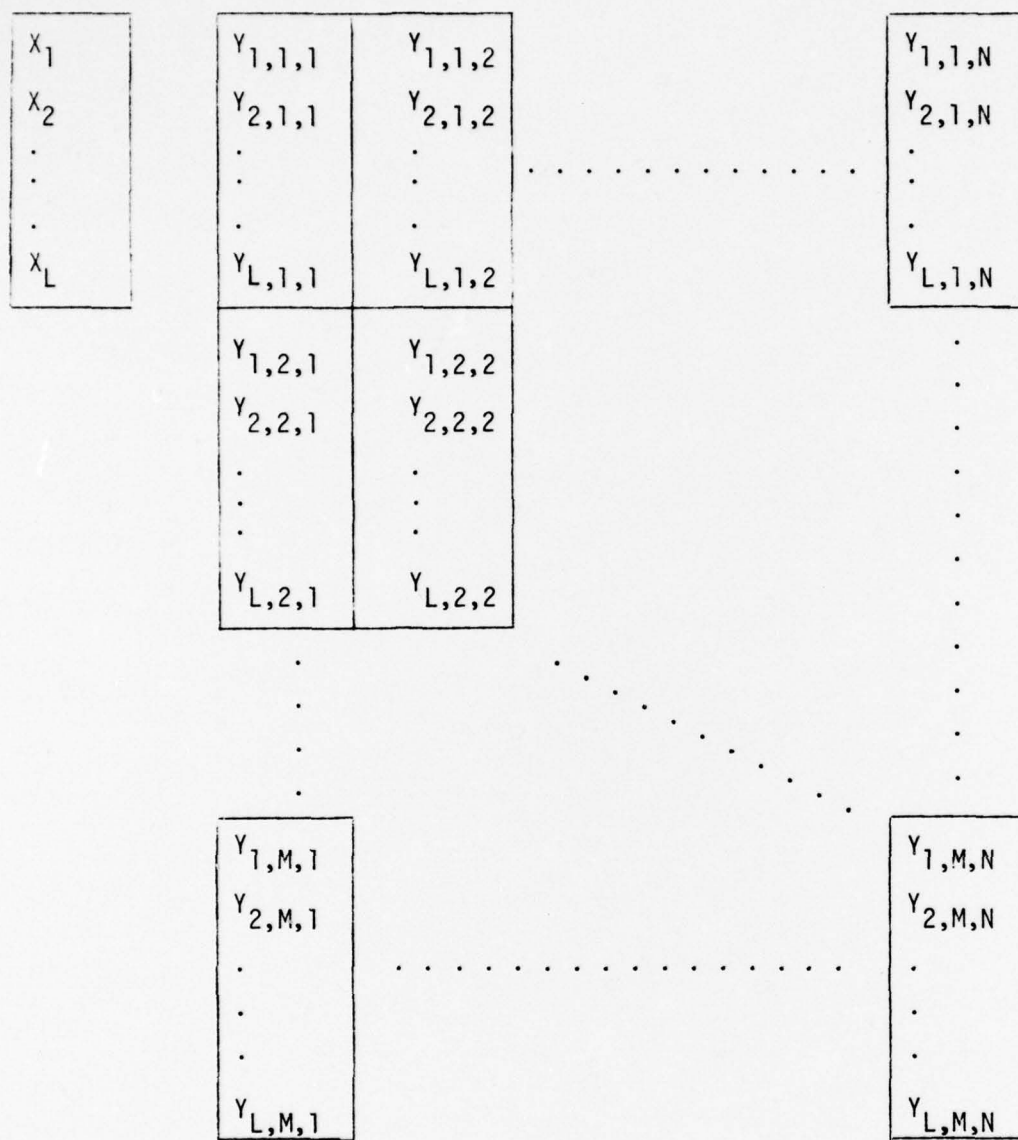 X1 Y1,1,1 Y1,1,2 Y1,1,N
X2 Y2,1,1 Y2,1,2 Y2,1,N
XL YL,1,1 YL,1,2 YL,1,N
Y1,2,1 Y1,2,2
Y2,2,1 Y2,2,2
YL,2,1 YL,2,2
Y1,M,1 Y1,M,N
Y2,M,1 Y2,M,N
YL,M,1 YL,M,N